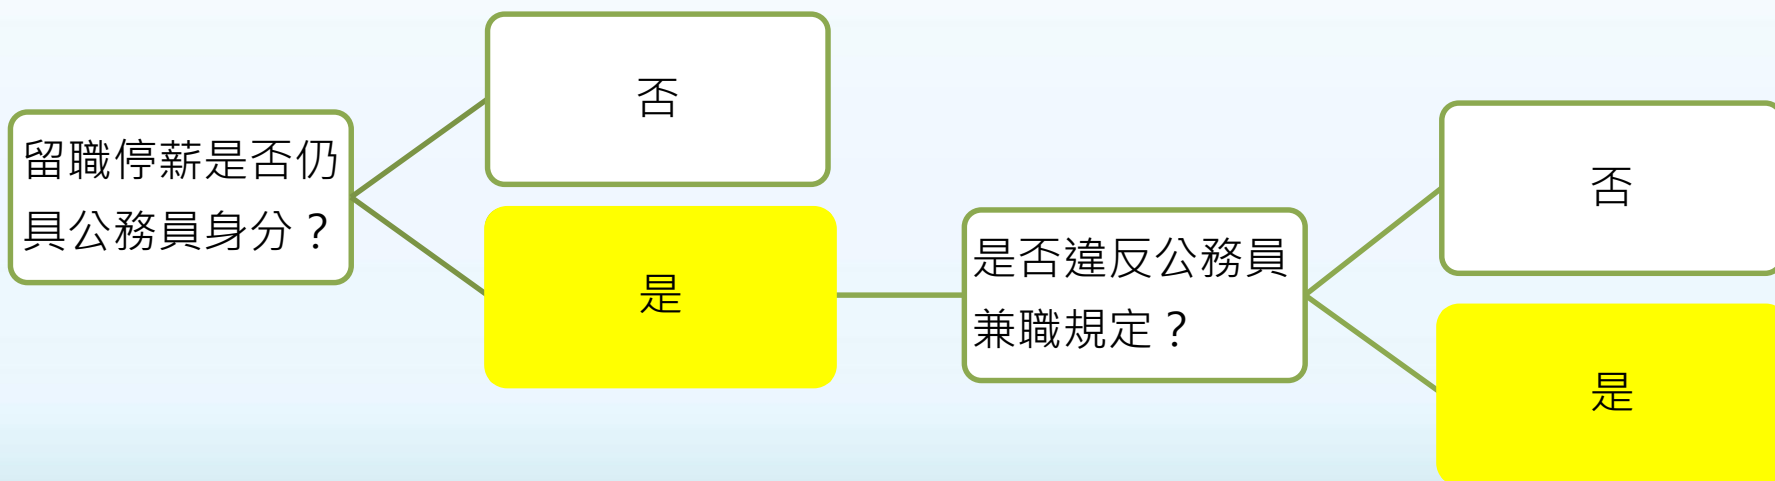 留職停薪是否仍
具公務員身分？
否
是
是否違反公務員
兼職規定？
否
是